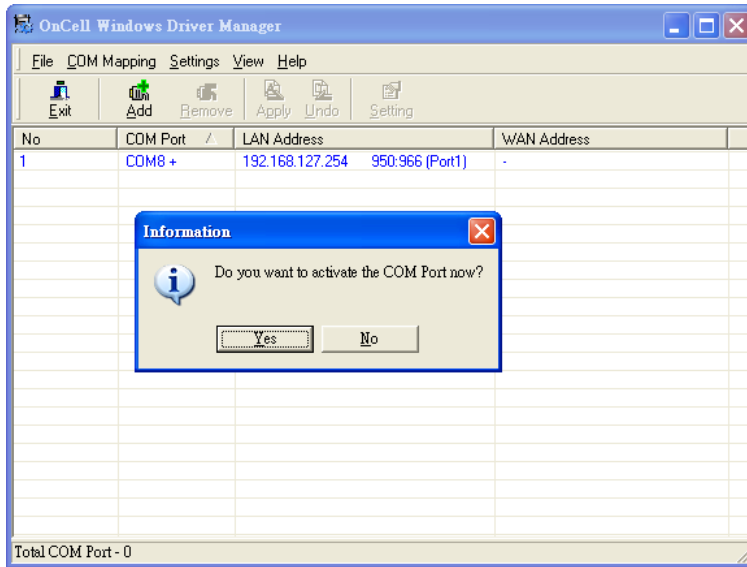 OnCell Windows Driver Manager
File COM Mapping Settings View Help
Exit Add Remove Apply Undo Setting
No COM Port LAN Address WAN Address
1 COM8 + 192.168.127.254 950:966 (Port1) -
Information
Do you want to activate the COM Port now?
Yes No
Total COM Port - 0